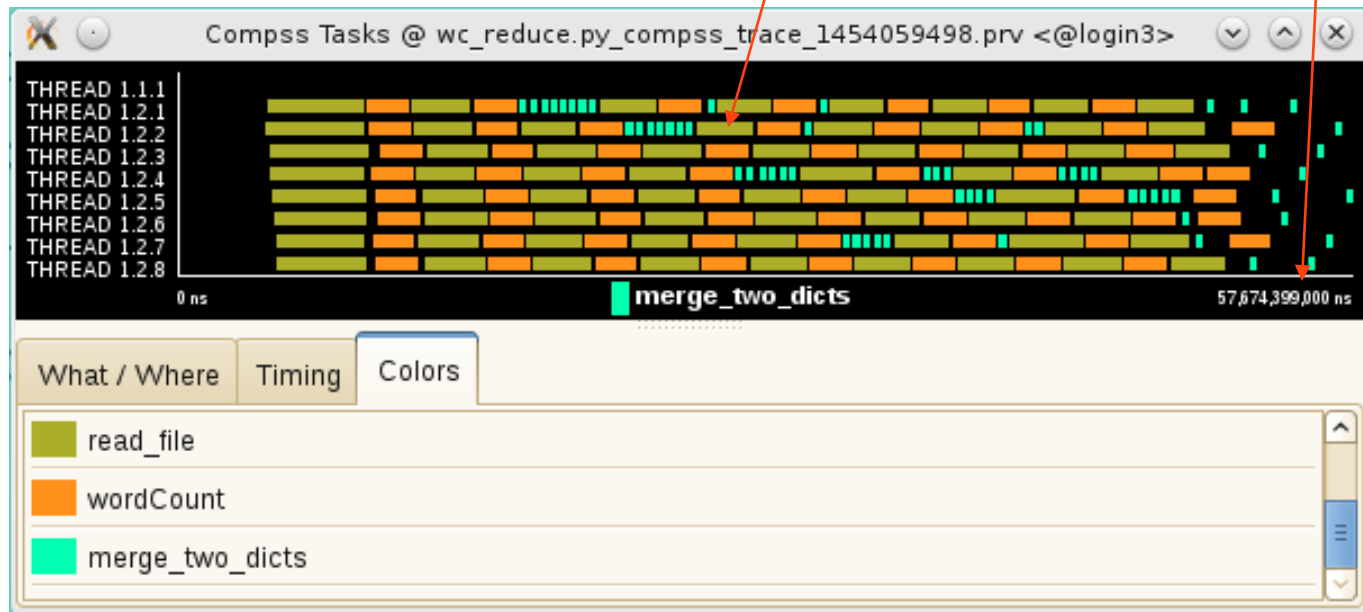 Compss Tasks @ wc_reduce.py_compss_trace_1454059498.prv <@login3>
THREAD 1.1.1
THREAD 1.2.1
THREAD 1.2.2
THREAD 1.2.3
THREAD 1.2.4
THREAD 1.2.5
THREAD 1.2.6
THREAD 1.2.7
THREAD 1.2.8
0 ns merge_two_dicts 57,674,399,000 ns
What / Where Timing Colors
read_file
wordCount
merge_two_dicts